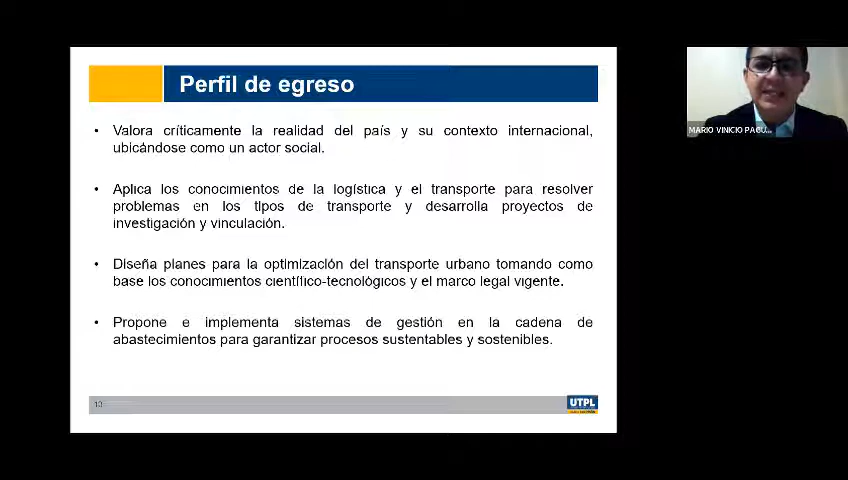 Perfil de egreso
• Valora críticamente la realidad del país y su contexto internacional,
ubicándose como un actor social.
• Aplica los conocimientos de la logística y el transporte para resolver
problemas en los tipos de transporte y desarrolla proyectos de
investigación y vinculación.
• Diseña planes para la optimización del transporte urbano tomando como
base los conocimientos científico-tecnológicos y el marco legal vigente.
• Propone e implementa sistemas de gestión en la cadena de
abastecimientos para garantizar procesos sustentables y sostenibles.
UTPL
MARIO VINICIO PAGU...